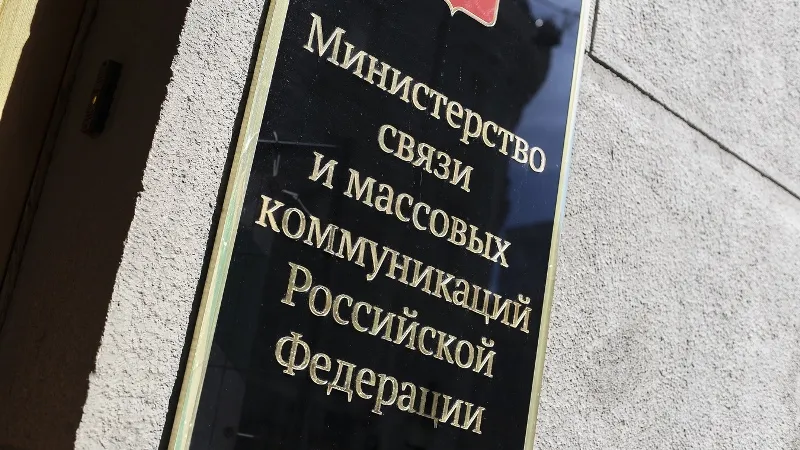 Министерство
связи
и массовых
коммуникаций
Российской
Федерации